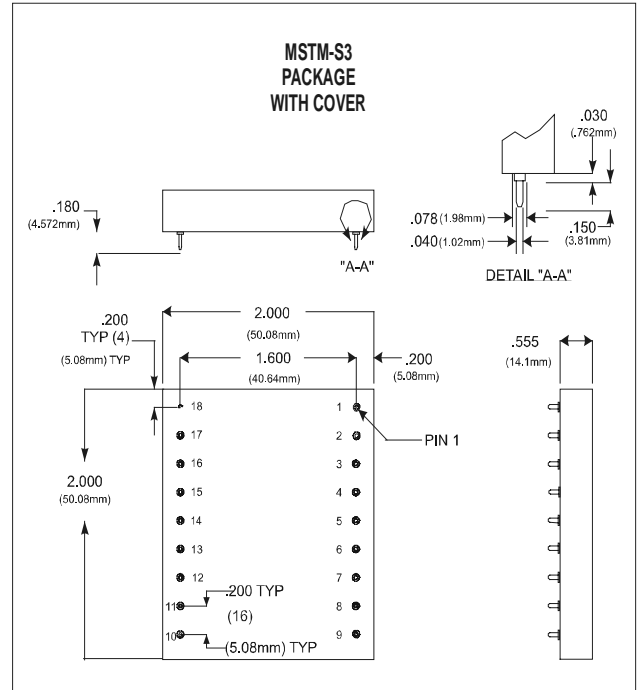 MSTM-S3
PACKAGE
WITH COVER
.030
(.762mm)
.180
(4.572mm)
.078 (1.98mm)
.040 (1.02mm)
.150
(3.81mm)
"A-A"
DETAIL "A-A"
.200
TYP (4)
(5.08mm) TYP
2.000
(50.08mm)
1.600
(40.64mm)
.200
(5.08mm)
.555
(14.1mm)
18
1
PIN 1
17
2
16
3
2.000
(50.08mm)
15
4
14
5
13
6
12
7
.200 TYP
11
8
(16)
10
9
(5.08mm) TYP